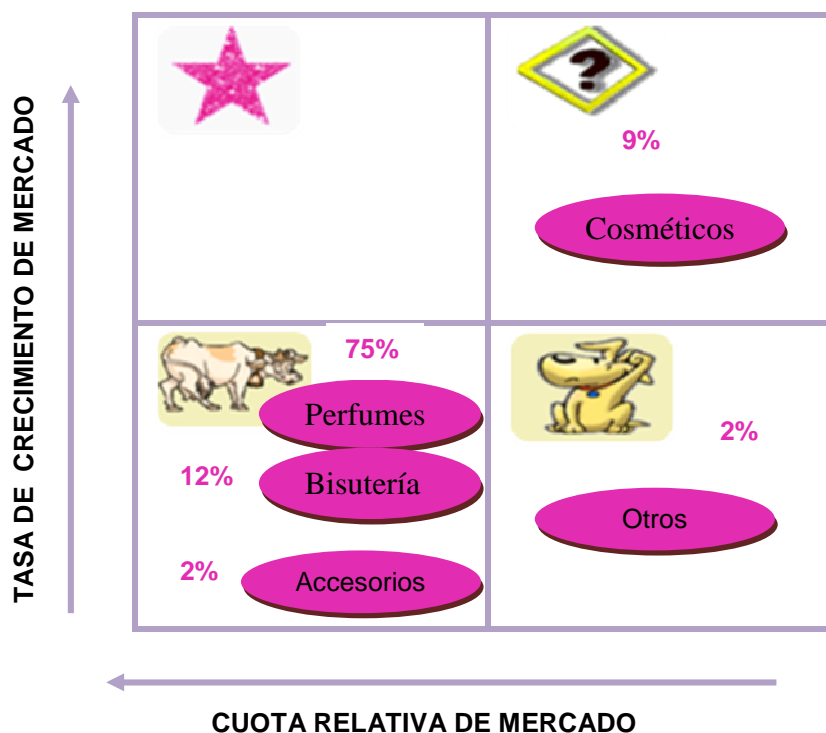 TASA DE CRECIMIENTO DE MERCADO
?
9%
Cosméticos
75%
Perfumes
12%
Bisutería
2%
Accesorios
2%
Otros
CUOTA RELATIVA DE MERCADO